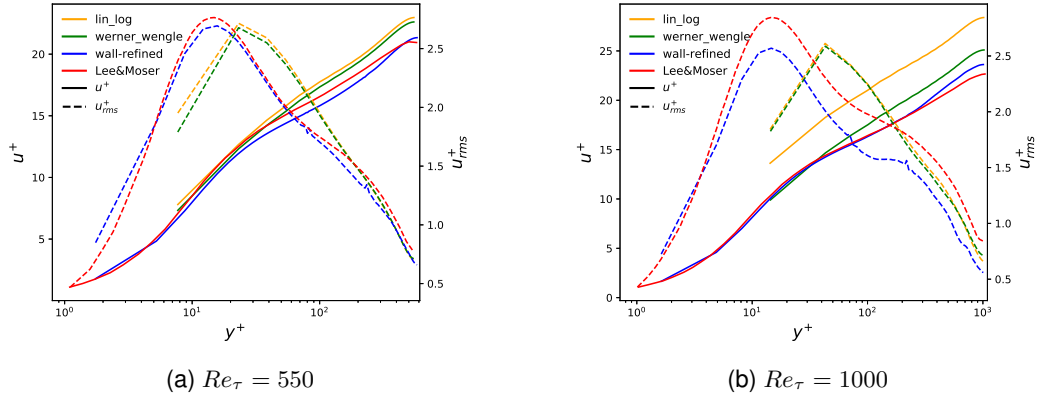 lin_log
werner_wengle
wall-refined
Lee&Moser
u⁺
u⁺ᵣₘₛ
20
15
10
5
2.5
2.0
1.5
1.0
0.5
u⁺
u⁺ᵣₘₛ
10⁰
10¹
10²
y⁺
(a) Reτ = 550
lin_log
werner_wengle
wall-refined
Lee&Moser
u⁺
u⁺ᵣₘₛ
25
20
15
10
5
0
2.5
2.0
1.5
1.0
0.5
u⁺
u⁺ᵣₘₛ
10⁰
10¹
10²
10³
y⁺
(b) Reτ = 1000